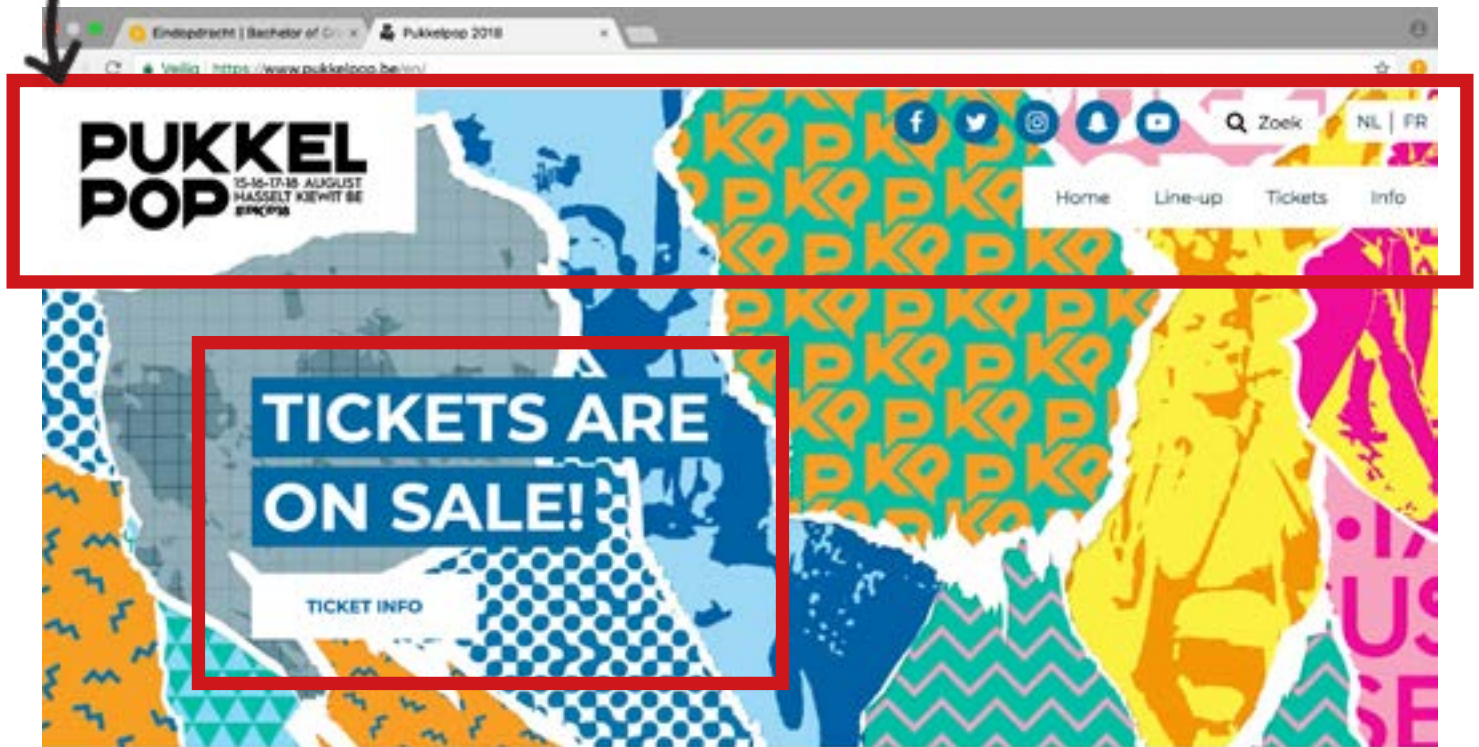 Eindopdracht | Bachelor of
Pukkelpop 2018
Veilig https://www.pukkelpop.be/en/
PUKKEL
POP
15-16-17-18 AUGUST
HASSELT KIEWIT BE
#PKP18
Zoek
NL | FR
Home Line-up Tickets Info
TICKETS ARE
ON SALE!
TICKET INFO